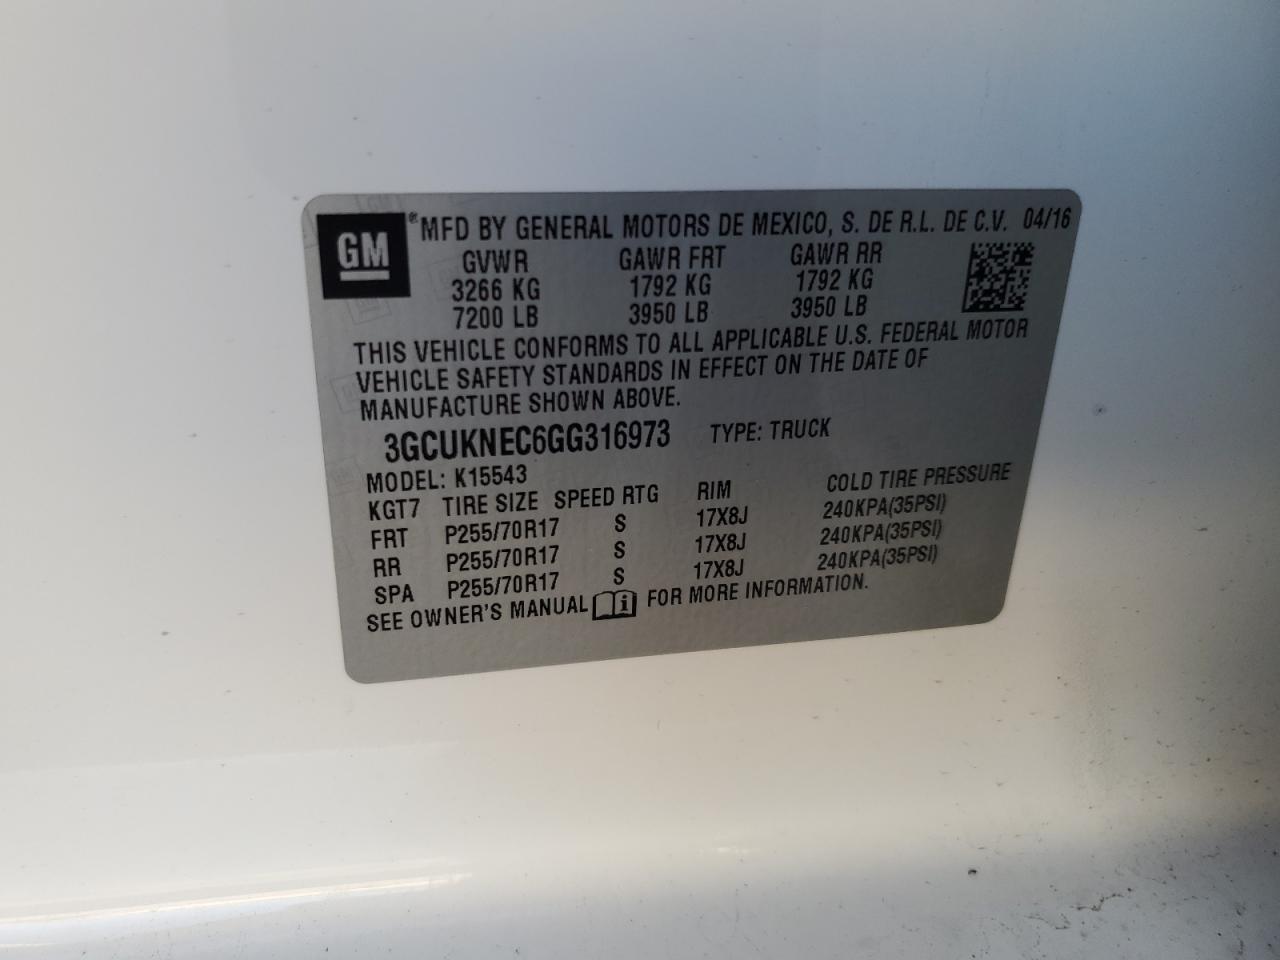 GM ® MFD BY GENERAL MOTORS DE MEXICO, S. DE R.L. DE C.V. 04/16
GVWR GAWR FRT GAWR RR
3266 KG 1792 KG 1792 KG
7200 LB 3950 LB 3950 LB
THIS VEHICLE CONFORMS TO ALL APPLICABLE U.S. FEDERAL MOTOR
VEHICLE SAFETY STANDARDS IN EFFECT ON THE DATE OF
MANUFACTURE SHOWN ABOVE.
3GCUKNEC6GG316973 TYPE: TRUCK
MODEL: K15543
KGT7 TIRE SIZE SPEED RTG RIM COLD TIRE PRESSURE
FRT P255/70R17 S 17X8J 240KPA(35PSI)
RR P255/70R17 S 17X8J 240KPA(35PSI)
SPA P255/70R17 S 17X8J 240KPA(35PSI)
SEE OWNER'S MANUAL FOR MORE INFORMATION.